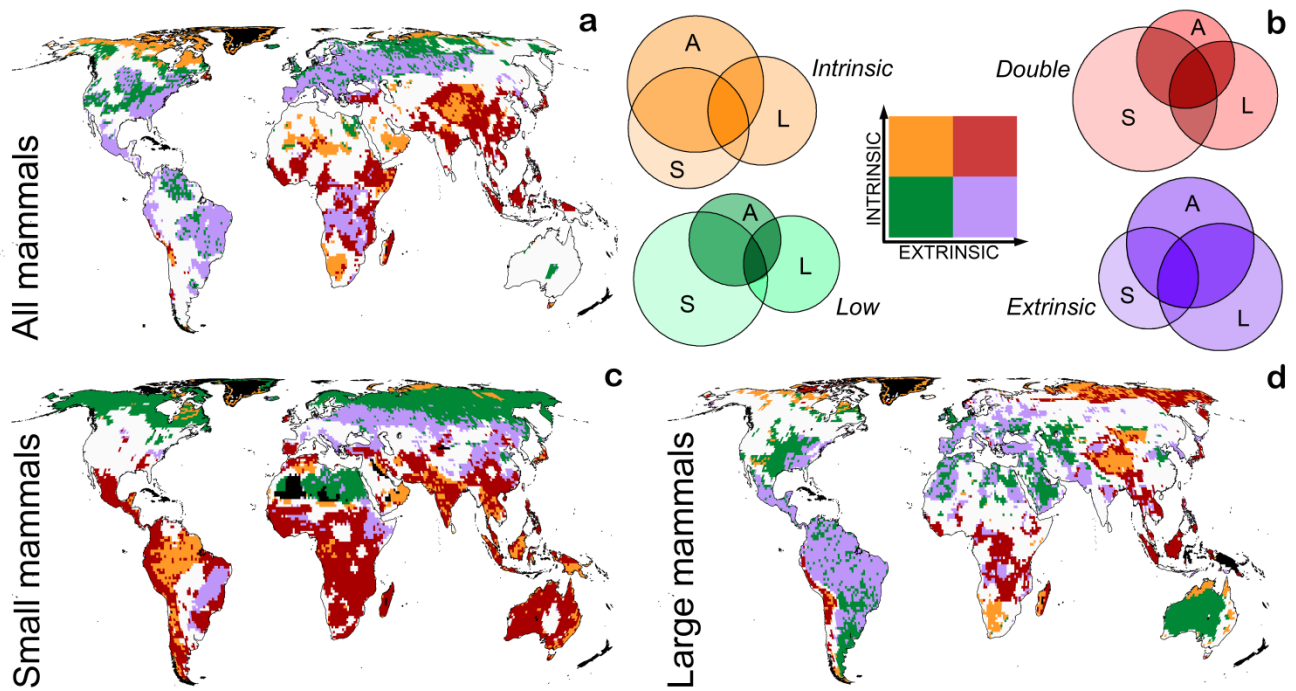 All mammals
a
A
S
L
Intrinsic
A
S
L
Low
INTRINSIC
EXTRINSIC
b
Double
A
S
L
Extrinsic
A
S
L
Small mammals
c
Large mammals
d